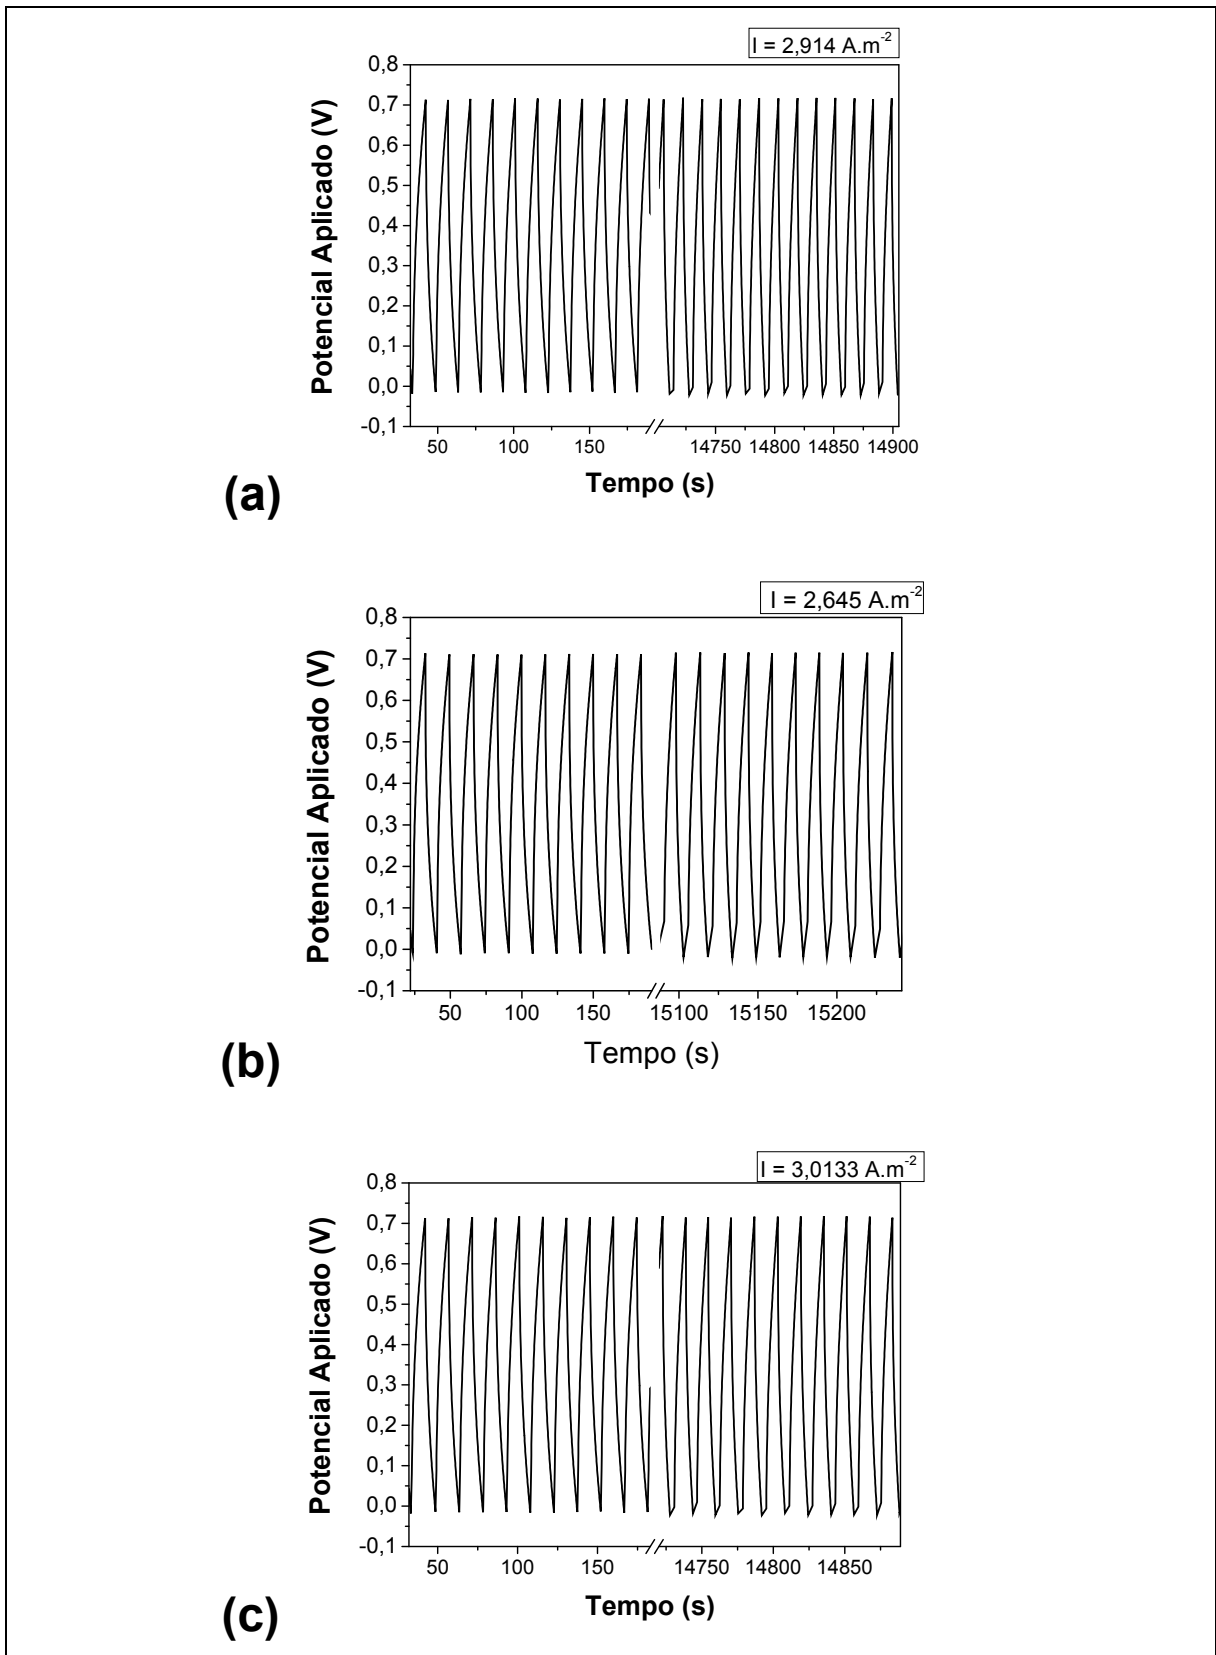 I = 2,914 A.m-2
0,8
0,7
0,6
0,5
0,4
0,3
0,2
0,1
0,0
-0,1
Potencial Aplicado (V)
50 100 150 14750 14800 14850 14900
Tempo (s)
(a)
I = 2,645 A.m-2
0,8
0,7
0,6
0,5
0,4
0,3
0,2
0,1
0,0
-0,1
Potencial Aplicado (V)
50 100 150 15100 15150 15200
Tempo (s)
(b)
I = 3,0133 A.m-2
0,8
0,7
0,6
0,5
0,4
0,3
0,2
0,1
0,0
-0,1
Potencial Aplicado (V)
50 100 150 14750 14800 14850
Tempo (s)
(c)